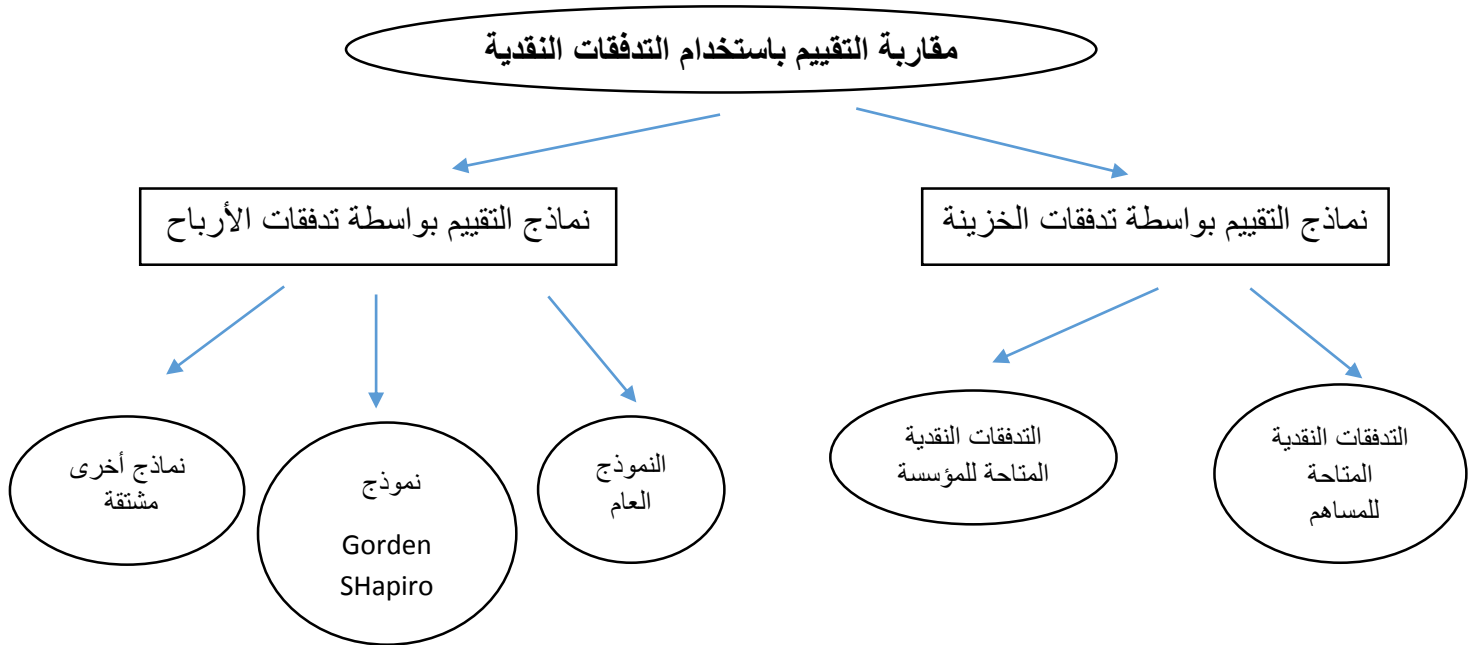 مقاربة التقييم باستخدام التدفقات النقدية
نماذج التقييم بواسطة تدفقات الخزينة
نماذج التقييم بواسطة تدفقات الأرباح
التدفقات النقدية
المتاحة
للمساهم
التدفقات النقدية
المتاحة للمؤسسة
النموذج
العام
نموذج
Gorden
SHapiro
نماذج أخرى
مشتقة